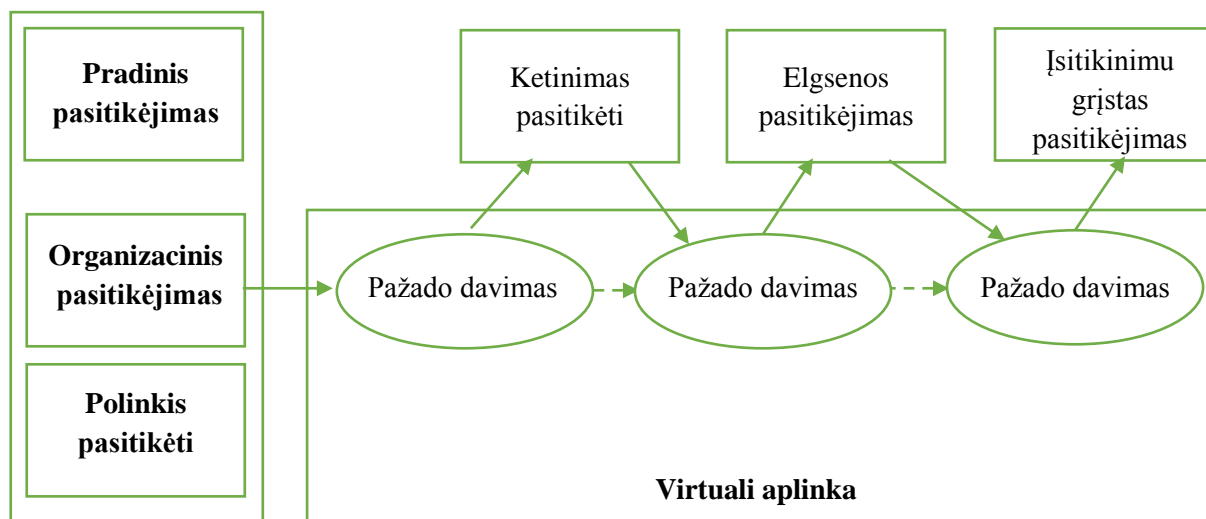 Pradinis
pasitikėjimas
Organizacinis
pasitikėjimas
Polinkis
pasitikėti
Ketinimas
pasitikėti
Elgsenos
pasitikėjimas
Įsitikinimu
grįstas
pasitikėjimas
Pažado davimas
Pažado davimas
Pažado davimas
Virtuali aplinka